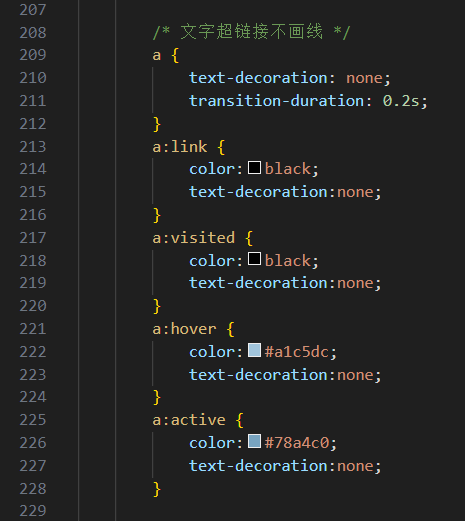 207
208 /* 文字超链接不画线 */
209 a {
210 text-decoration: none;
211 transition-duration: 0.2s;
212 }
213 a:link {
214 color: black;
215 text-decoration:none;
216 }
217 a:visited {
218 color: black;
219 text-decoration:none;
220 }
221 a:hover {
222 color: #a1c5dc;
223 text-decoration:none;
224 }
225 a:active {
226 color: #78a4c0;
227 text-decoration:none;
228 }
229